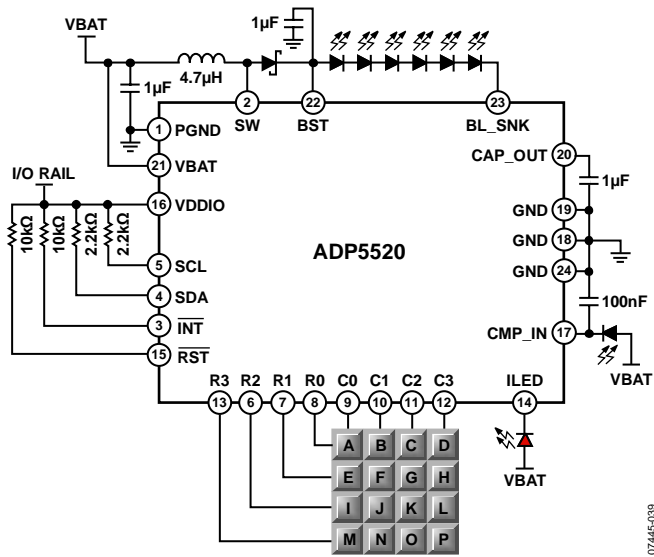 VBAT
1µF
4.7µH
1µF
2
22
23
SW
BST
BL_SNK
1 PGND
21 VBAT
CAP_OUT 20
1µF
I/O RAIL
16 VDDIO
GND 19
10kΩ
10kΩ
2.2kΩ
2.2kΩ
GND 18
ADP5520
5 SCL
GND 24
4 SDA
100nF
3 INT
CMP_IN 17
15 RST
VBAT
R3 R2 R1 R0 C0 C1 C2 C3 ILED
13 6 7 8 9 10 11 12 14
A B C D
E F G H
I J K L
M N O P
VBAT
07445-039